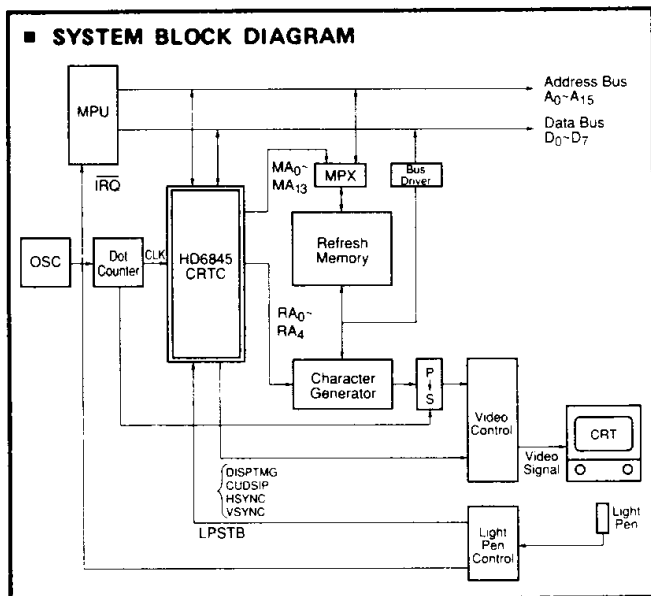 ■ SYSTEM BLOCK DIAGRAM
Address Bus
A0~A15
MPU
Data Bus
D0~D7
IRQ
MA0~
MA13
MPX
Bus
Driver
OSC
Dot
Counter
CLK
HD6845
CRTC
Refresh
Memory
RA0~
RA4
Character
Generator
P
S
Video
Control
CRT
Video
Signal
DISPTMG
CUDSIP
HSYNC
VSYNC
LPSTB
Light
Pen
Control
Light
Pen